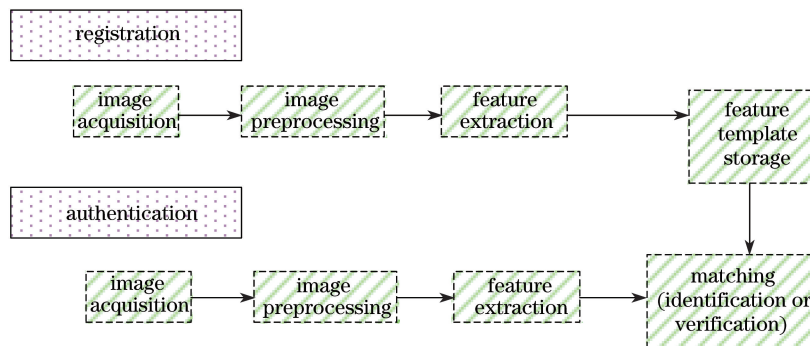 registration
image
acquisition
image
preprocessing
feature
extraction
feature
template
storage
authentication
image
acquisition
image
preprocessing
feature
extraction
matching
(identification or
verification)